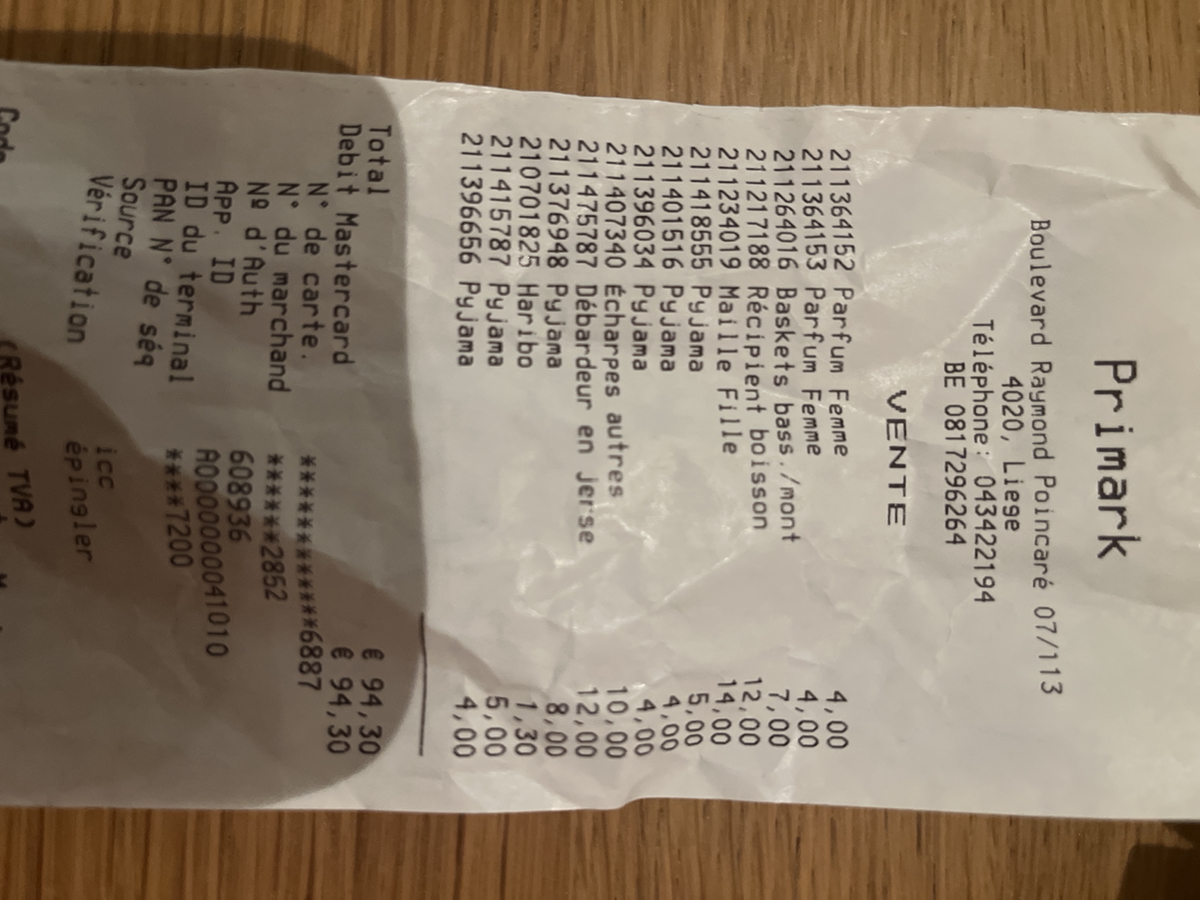 Primark
Boulevard Raymond Poincaré 07/113
4020, Liege
Téléphone: 043422194
BE 0817296264
VENTE
211364152 Parfum Femme 4,00
211364153 Parfum Femme 4,00
211264016 Baskets bass./mont 7,00
211217188 Récipient boisson 12,00
211234019 Maille Fille 14,00
211418555 Pyjama 5,00
211401516 Pyjama 4,00
211396034 Pyjama 4,00
211407340 Écharpes autres 10,00
211475787 Débardeur en jerse 12,00
211376948 Pyjama 8,00
210701825 Haribo 1,30
211415787 Pyjama 5,00
211396656 Pyjama 4,00
Total € 94,30
Debit Mastercard € 94,30
N° de carte. ************6887
N° du marchand ******2852
Nº d'Auth 608936
App. ID A0000000041010
ID du terminal ****7200
PAN N° de séq
Source icc
Vérification épingler
(Résumé TVA)
Code